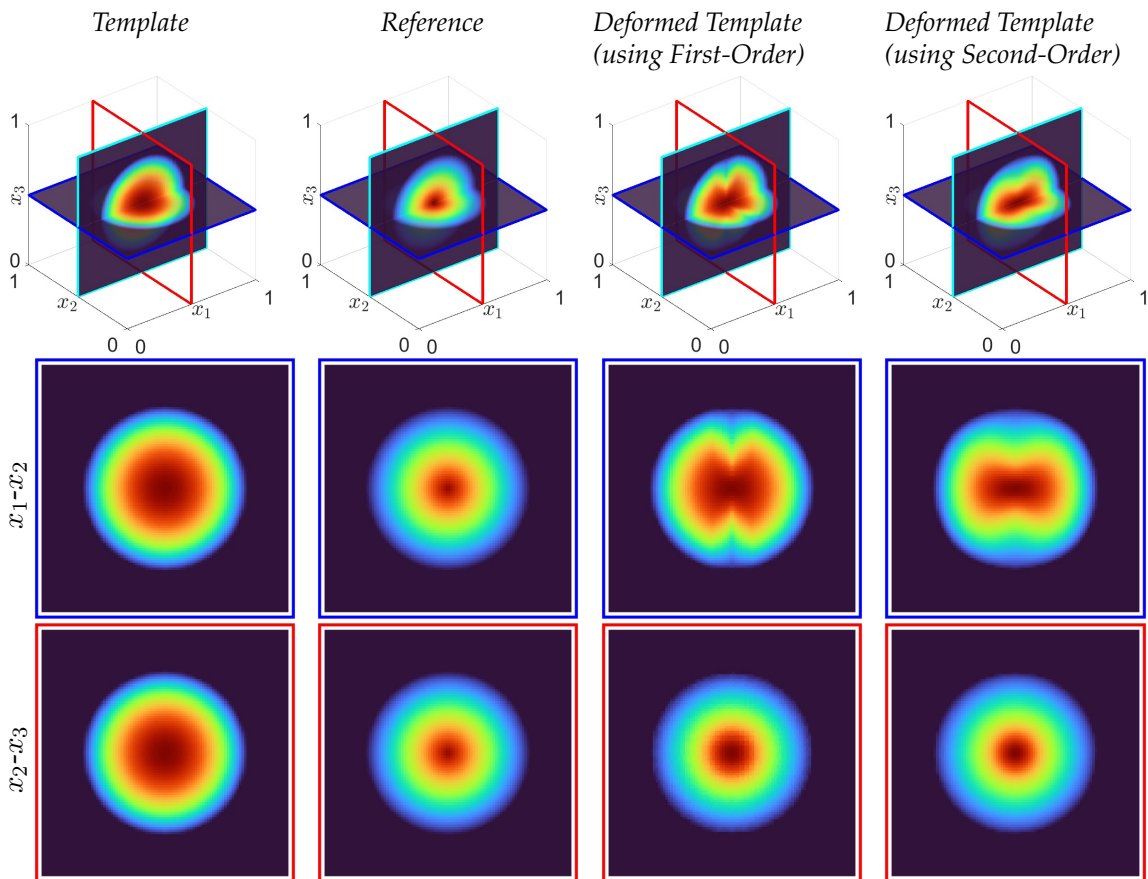 Template
Reference
Deformed Template
(using First-Order)
Deformed Template
(using Second-Order)
1
x₃
0
1
x₂
0
0
x₁
1
1
x₃
0
1
x₂
0
0
x₁
1
1
x₃
0
1
x₂
0
0
x₁
1
1
x₃
0
1
x₂
0
0
x₁
1
x₁-x₂
x₂-x₃